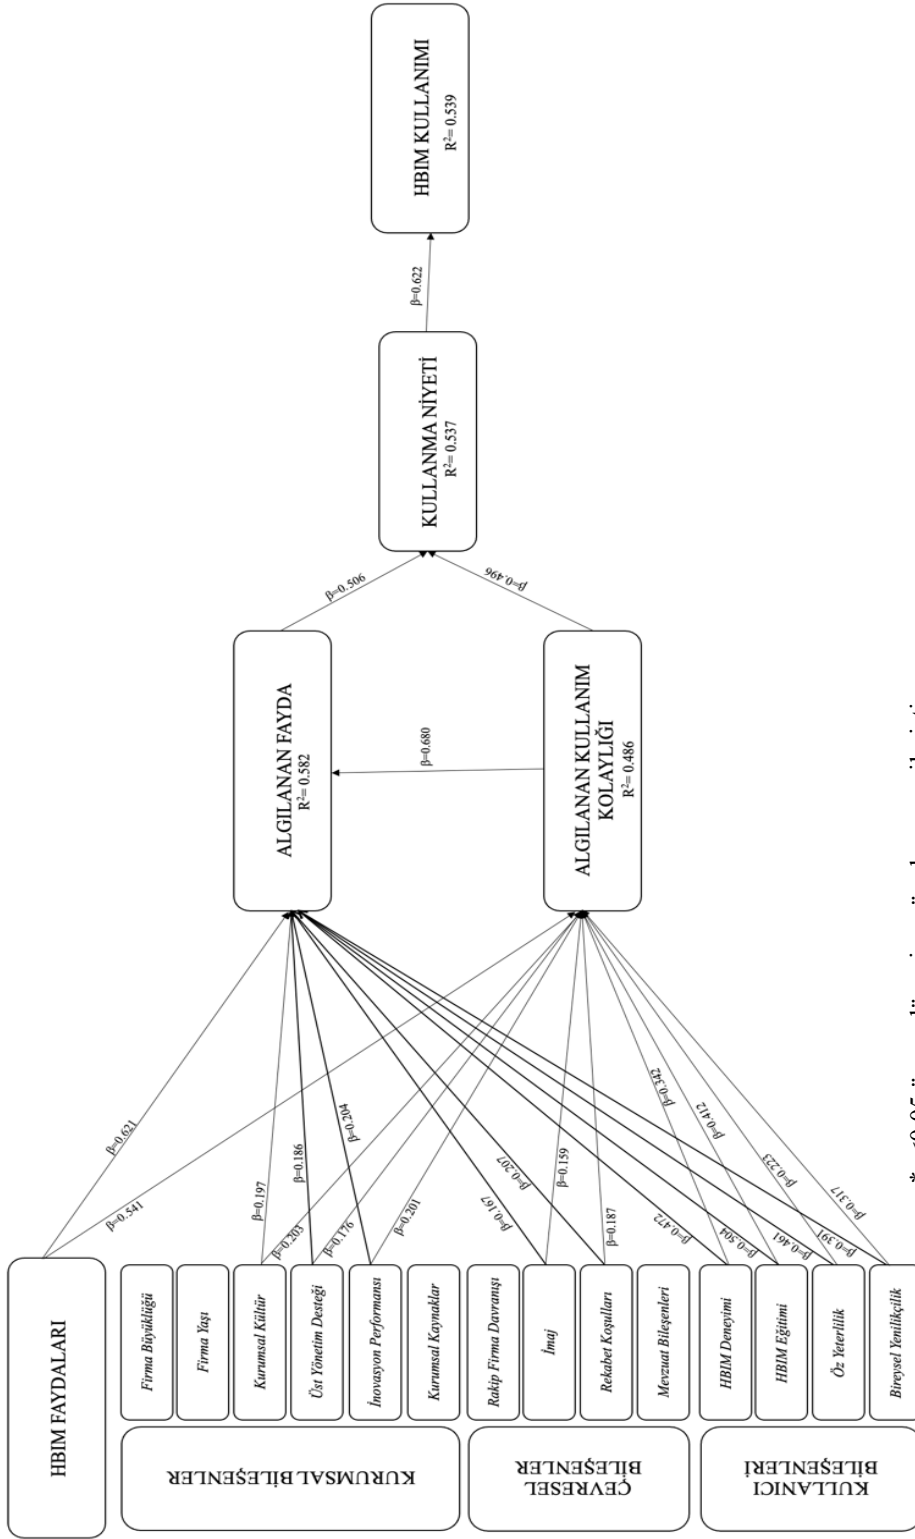 HBIM FAYDALARI
KURUMSAL BİLEŞENLER
Firma Büyüklüğü
Firma Yaşı
Kurumsal Kültür
Üst Yönetim Desteği
İnovasyon Performansı
Kurumsal Kaynaklar
ÇEVRESEL
BİLEŞENLER
Rakip Firma Davranışı
İmaj
Rekabet Koşulları
Mevzuat Bileşenleri
KULLANICI
BİLEŞENLERİ
HBIM Deneyimi
HBIM Eğitimi
Öz Yeterlilik
Bireysel Yenilikçilik
β=0.621
β=0.541
β=0.197
β=0.203
β=0.186
β=0.176
β=0.204
β=0.201
β=0.167
β=0.159
β=0.207
β=0.187
β=0.472
β=0.342
β=0.504
β=0.412
β=0.461
β=0.223
β=0.391
β=0.317
ALGILANAN FAYDA
R²= 0.582
β=0.680
ALGILANAN KULLANIM
KOLAYLIĞI
R²= 0.486
β=0.506
β=0.496
KULLANMA NİYETİ
R²= 0.537
β=0.622
HBIM KULLANIMI
R²= 0.539